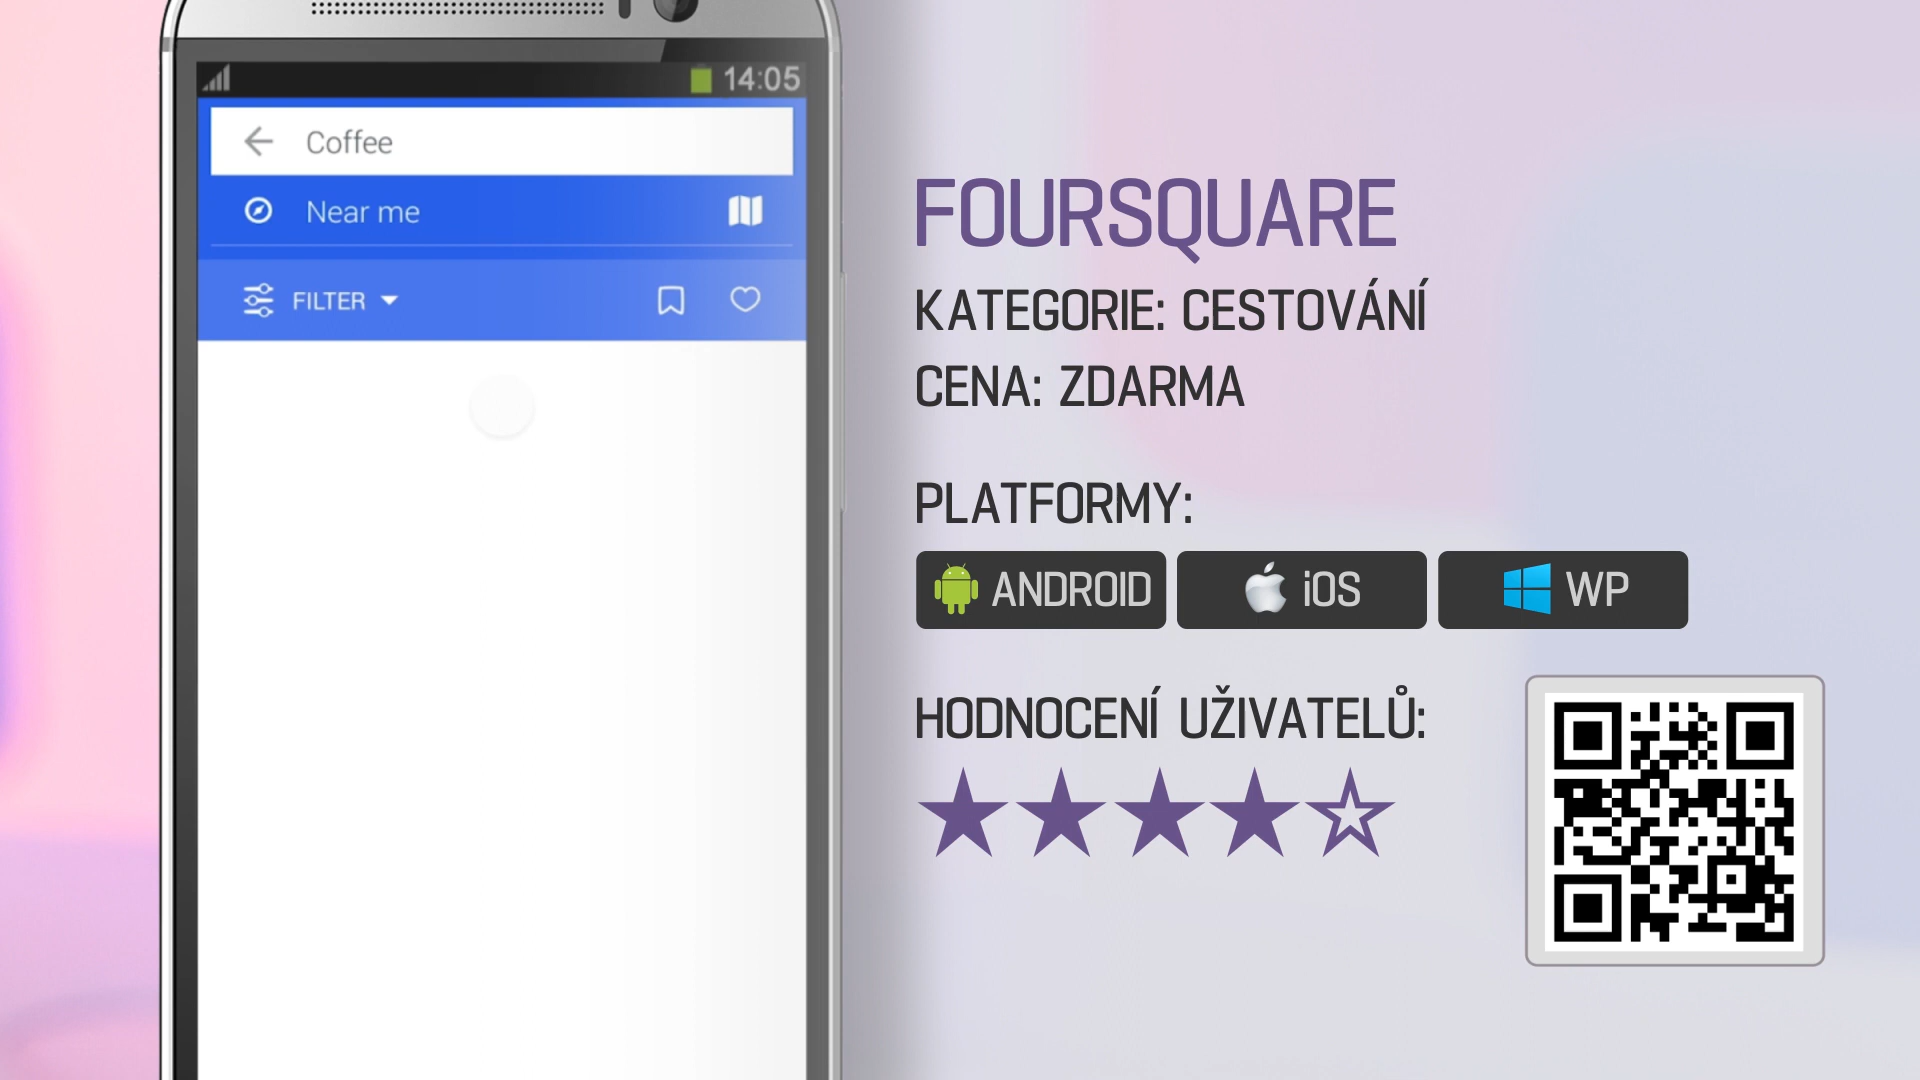 14:05
Coffee
Near me
FILTER
FOURSQUARE
KATEGORIE: CESTOVÁNÍ
CENA: ZDARMA
PLATFORMY:
ANDROID iOS WP
HODNOCENÍ UŽIVATELŮ: